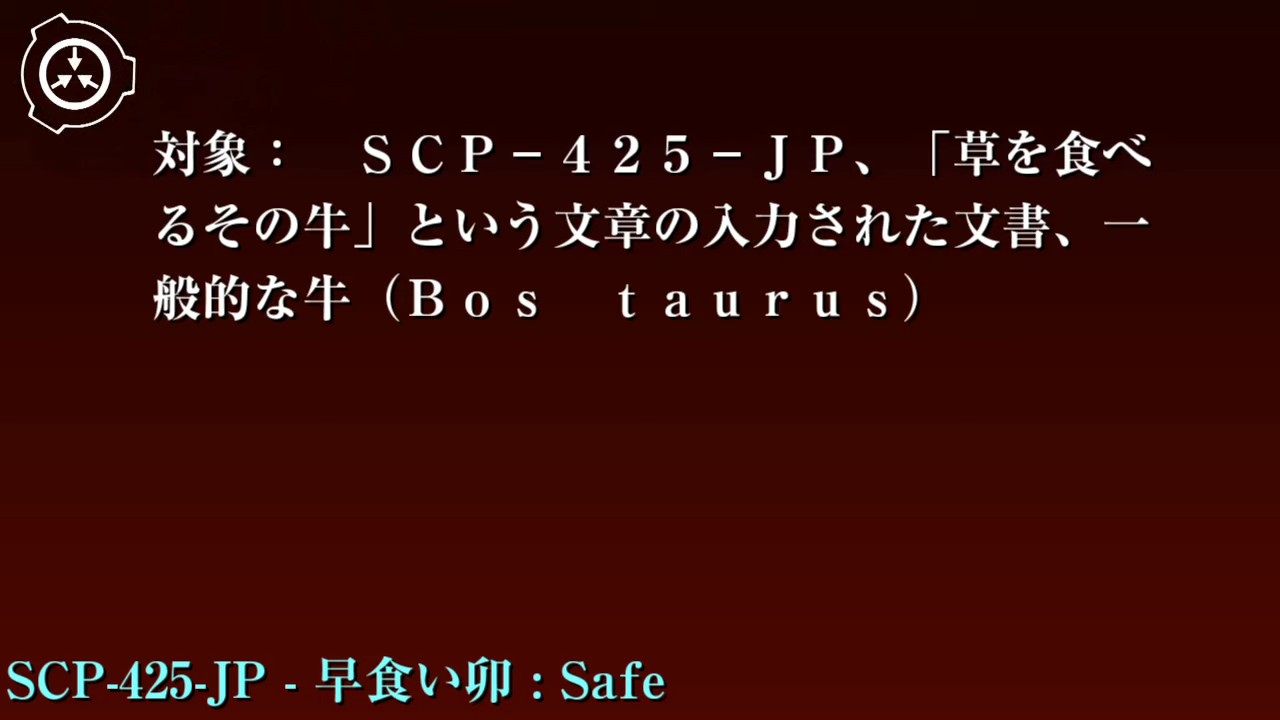 対象：　ＳＣＰ－４２５－ＪＰ、「草を食べ
るその牛」という文章の入力された文書、一
般的な牛（Ｂｏｓ　ｔａｕｒｕｓ）
SCP-425-JP - 早食い卯 : Safe